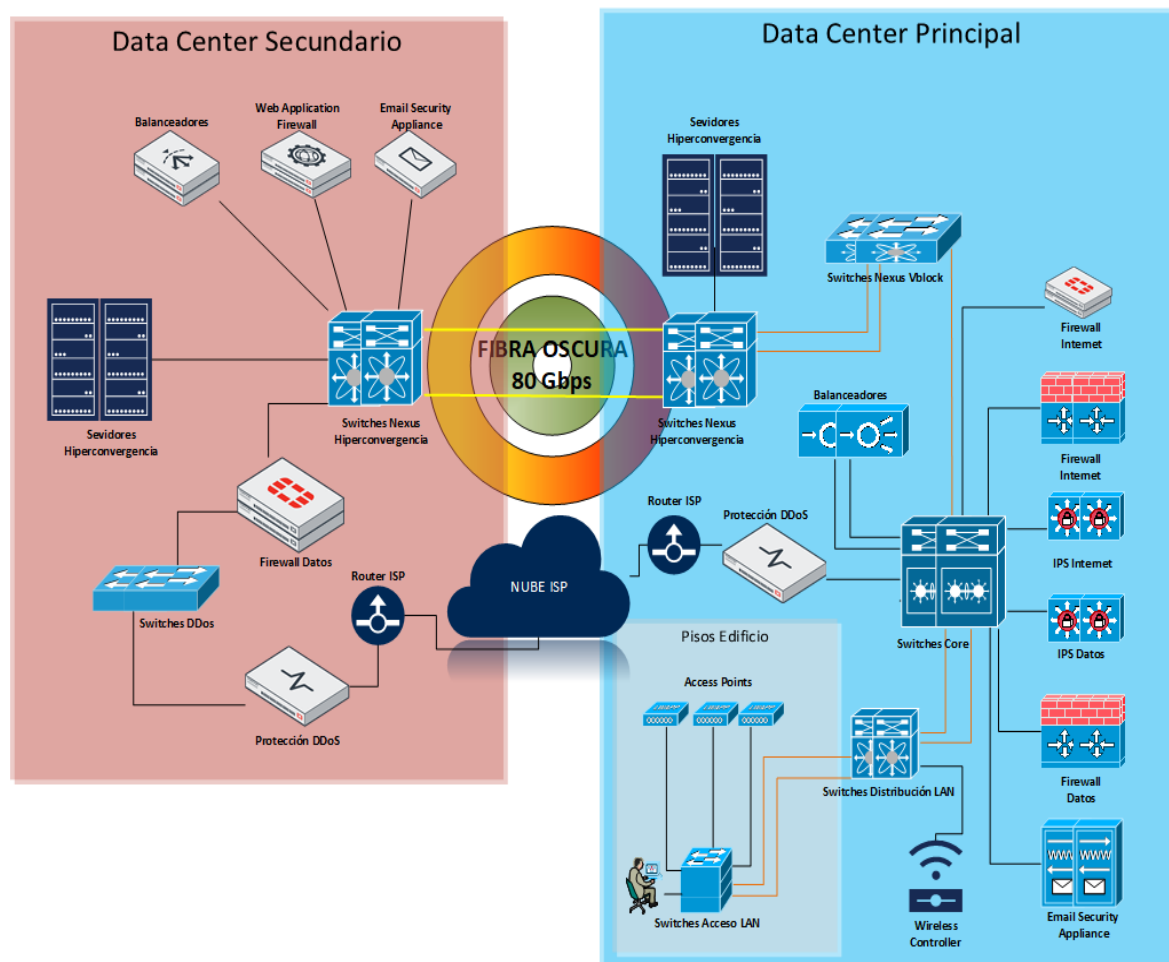 Data Center Secundario
Balanceadores
Web Application
Firewall
Email Security
Appliance
Sevidores
Hiperconvergencia
Switches Nexus
Hiperconvergencia
Firewall Datos
Switches DDos
Router ISP
Protección DDoS
FIBRA OSCURA
80 Gbps
NUBE ISP
Data Center Principal
Sevidores
Hiperconvergencia
Switches Nexus Vblock
Switches Nexus
Hiperconvergencia
Firewall
Internet
Balanceadores
Firewall
Internet
Router ISP
Protección DDoS
IPS Internet
Switches Core
IPS Datos
Pisos Edificio
Access Points
Switches Distribución LAN
Firewall
Datos
Switches Acceso LAN
Wireless
Controller
Email Security
Appliance